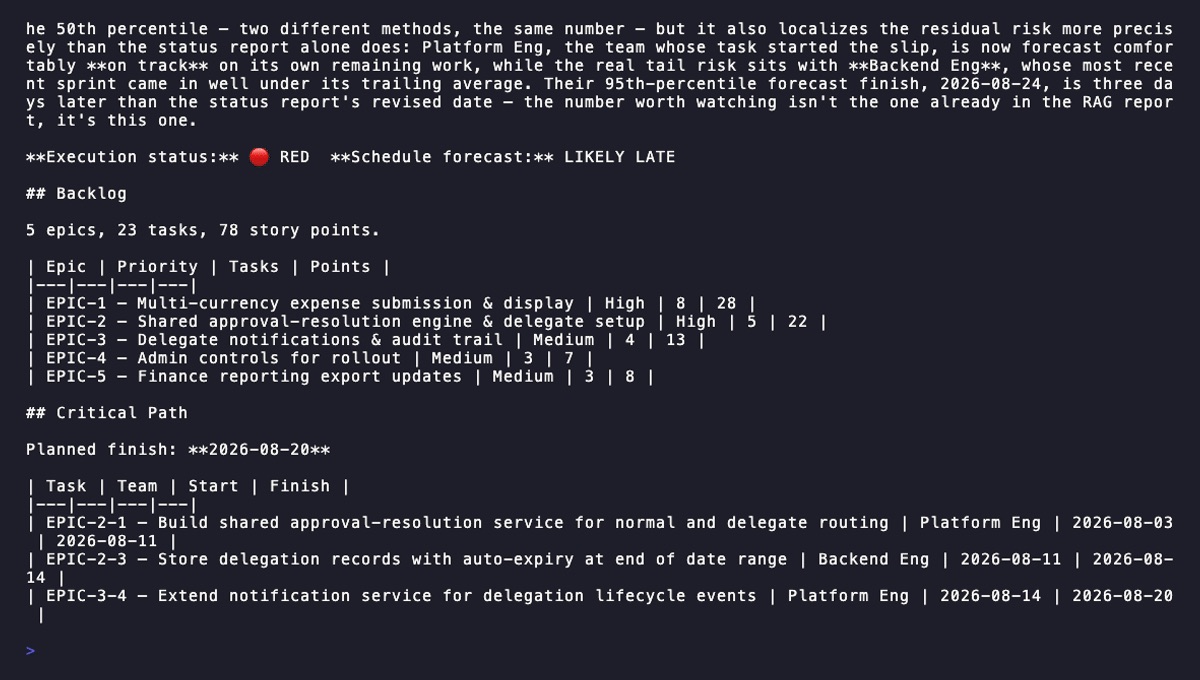 he 50th percentile — two different methods, the same number — but it also localizes the residual risk more precis
ely than the status report alone does: Platform Eng, the team whose task started the slip, is now forecast comfor
tably **on track** on its own remaining work, while the real tail risk sits with **Backend Eng**, whose most rece
nt sprint came in well under its trailing average. Their 95th-percentile forecast finish, 2026-08-24, is three da
ys later than the status report's revised date — the number worth watching isn't the one already in the RAG repor
t, it's this one.
**Execution status:** 🔴 RED  **Schedule forecast:** LIKELY LATE
## Backlog
5 epics, 23 tasks, 78 story points.
| Epic | Priority | Tasks | Points |
|---|---|---|---|
| EPIC-1 — Multi-currency expense submission & display | High | 8 | 28 |
| EPIC-2 — Shared approval-resolution engine & delegate setup | High | 5 | 22 |
| EPIC-3 — Delegate notifications & audit trail | Medium | 4 | 13 |
| EPIC-4 — Admin controls for rollout | Medium | 3 | 7 |
| EPIC-5 — Finance reporting export updates | Medium | 3 | 8 |
## Critical Path
Planned finish: **2026-08-20**
| Task | Team | Start | Finish |
|---|---|---|---|
| EPIC-2-1 — Build shared approval-resolution service for normal and delegate routing | Platform Eng | 2026-08-03
| 2026-08-11 |
| EPIC-2-3 — Store delegation records with auto-expiry at end of date range | Backend Eng | 2026-08-11 | 2026-08-
14 |
| EPIC-3-4 — Extend notification service for delegation lifecycle events | Platform Eng | 2026-08-14 | 2026-08-20
|
>